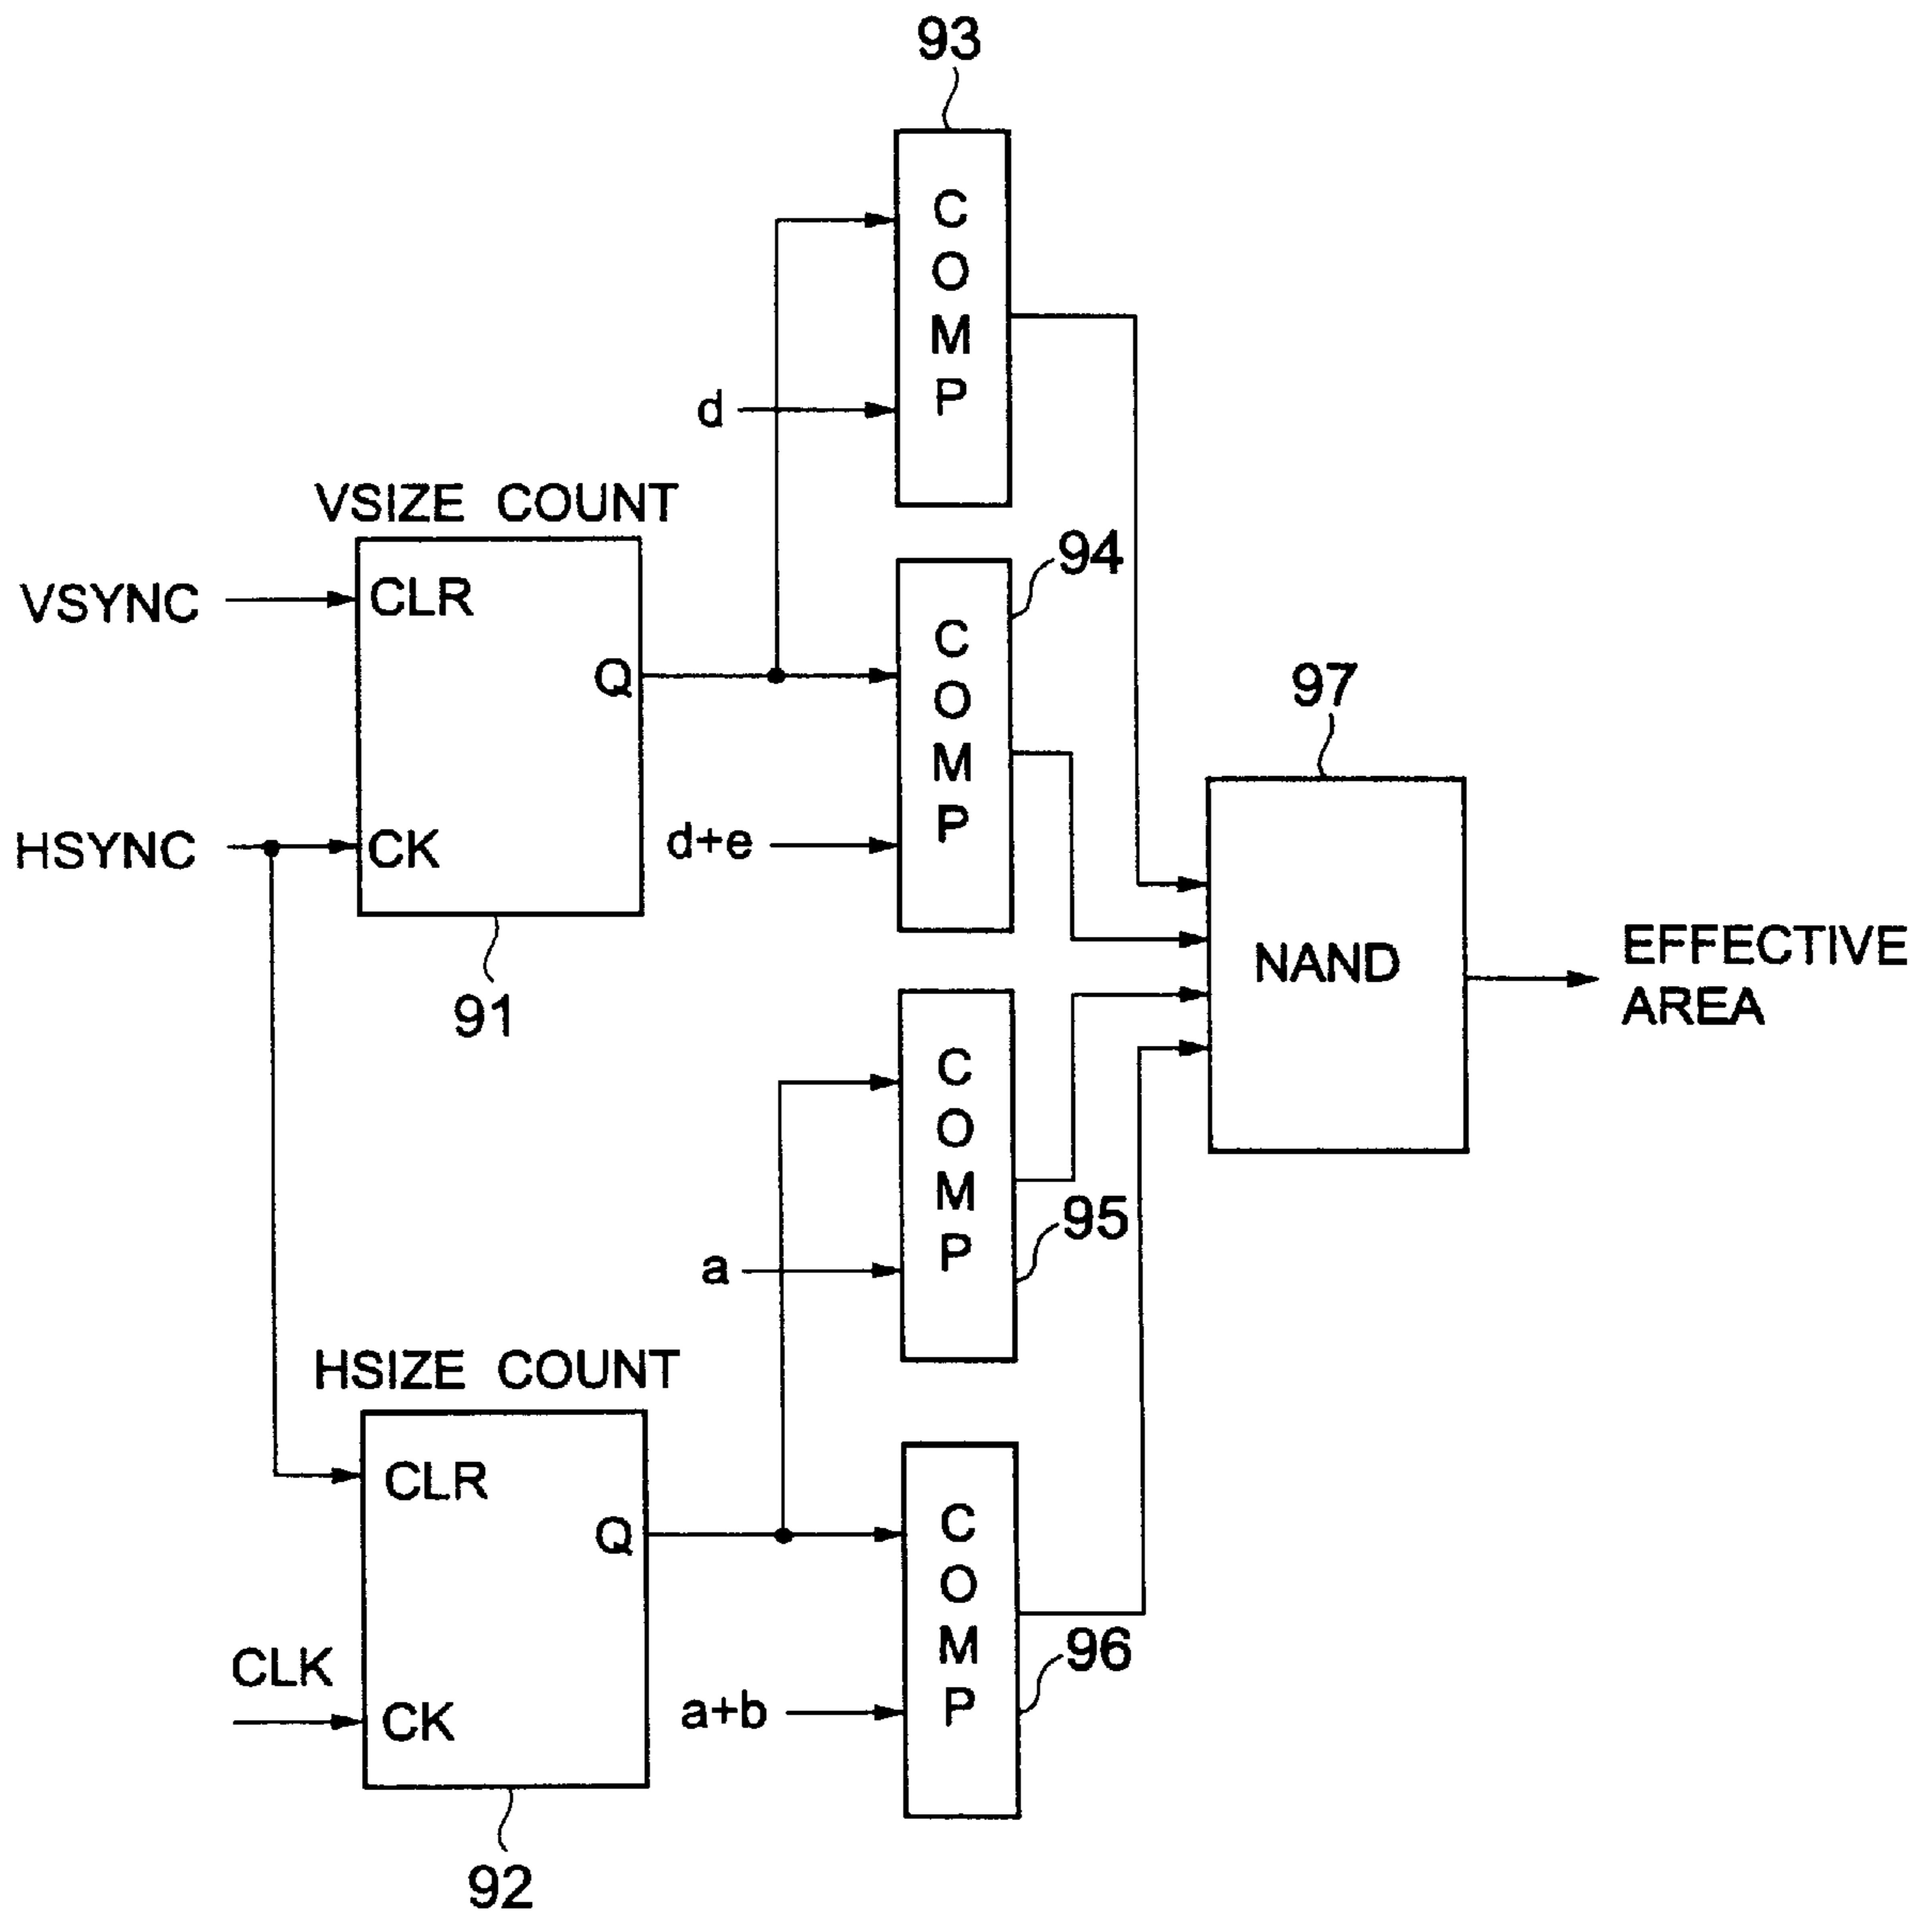 93
C
O
M
P
d
VSIZE COUNT
94
VSYNC
CLR
C
O
M
P
Q
97
HSYNC
CK
d+e
NAND
EFFECTIVE
AREA
91
C
O
M
P
95
a
HSIZE COUNT
CLR
Q
C
O
M
P
96
CLK
CK
a+b
92